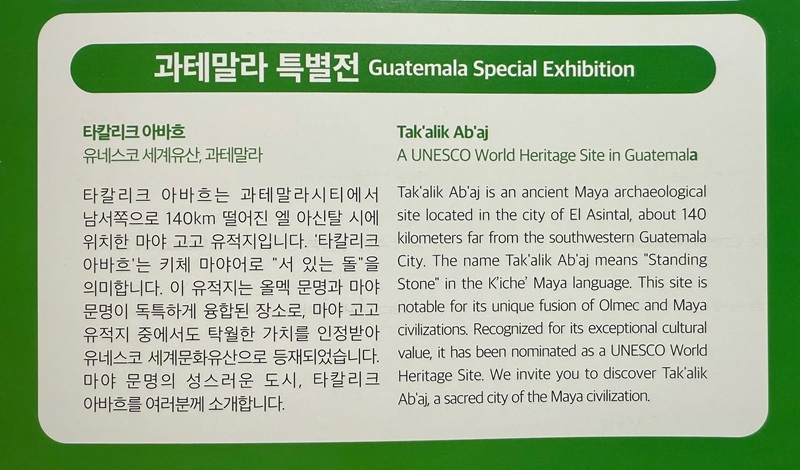 과테말라 특별전 Guatemala Special Exhibition
타칼리크 아바흐
유네스코 세계유산, 과테말라
타칼리크 아바흐는 과테말라시티에서
남서쪽으로 140km 떨어진 엘 아신탈 시에
위치한 마야 고고 유적지입니다. '타칼리크
아바흐'는 키체 마야어로 "서 있는 돌"을
의미합니다. 이 유적지는 올멕 문명과 마야
문명이 독특하게 융합된 장소로, 마야 고고
유적지 중에서도 탁월한 가치를 인정받아
유네스코 세계문화유산으로 등재되었습니다.
마야 문명의 성스러운 도시, 타칼리크
아바흐를 여러분께 소개합니다.
Tak'alik Ab'aj
A UNESCO World Heritage Site in Guatemala
Tak'alik Ab'aj is an ancient Maya archaeological
site located in the city of El Asintal, about 140
kilometers far from the southwestern Guatemala
City. The name Tak'alik Ab'aj means "Standing
Stone" in the K'iche' Maya language. This site is
notable for its unique fusion of Olmec and Maya
civilizations. Recognized for its exceptional cultural
value, it has been nominated as a UNESCO World
Heritage Site. We invite you to discover Tak'alik
Ab'aj, a sacred city of the Maya civilization.